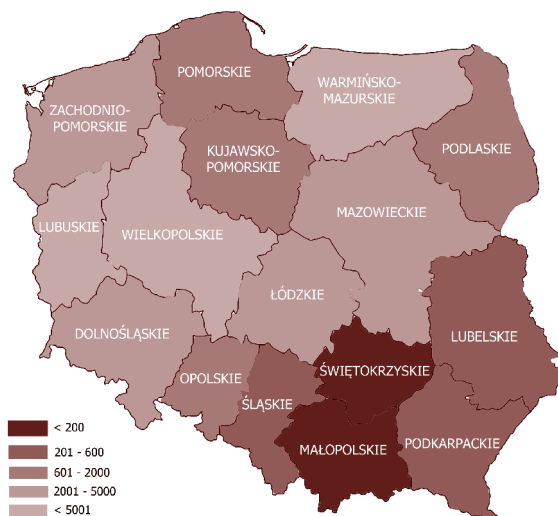 POMORSKIE
WARMIŃSKO-
MAZURSKIE
ZACHODNIO-
POMORSKIE
KUJAWSKO-
POMORSKIE
PODLASKIE
MAZOWIECKIE
LUBUSKIE
WIELKOPOLSKIE
ŁÓDZKIE
DOLNOŚLĄSKIE
LUBELSKIE
OPOLSKIE
ŚWIĘTOKRZYSKIE
ŚLĄSKIE
MAŁOPOLSKIE
PODKARPACKIE
< 200
201 - 600
601 - 2000
2001 - 5000
< 5001